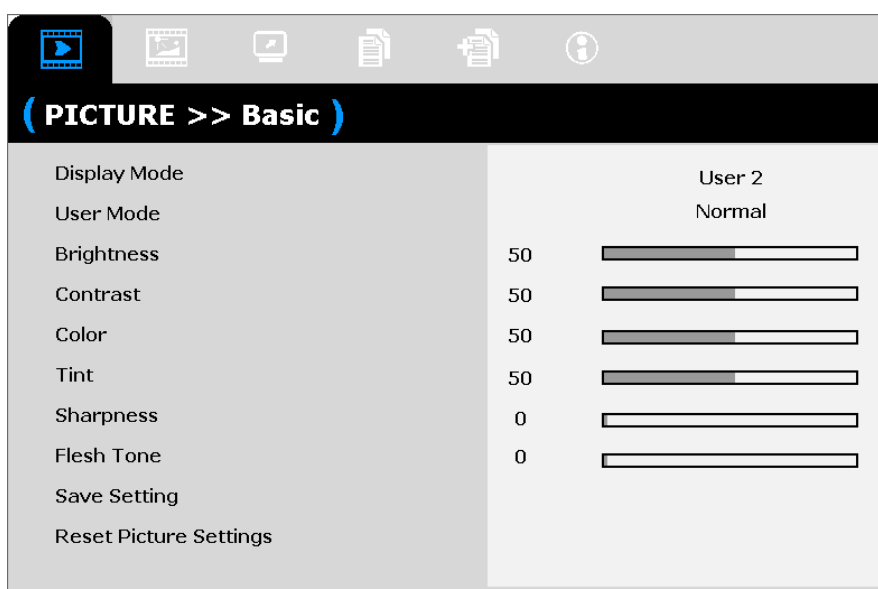 ( PICTURE >> Basic )
Display Mode User 2
User Mode Normal
Brightness 50
Contrast 50
Color 50
Tint 50
Sharpness 0
Flesh Tone 0
Save Setting
Reset Picture Settings